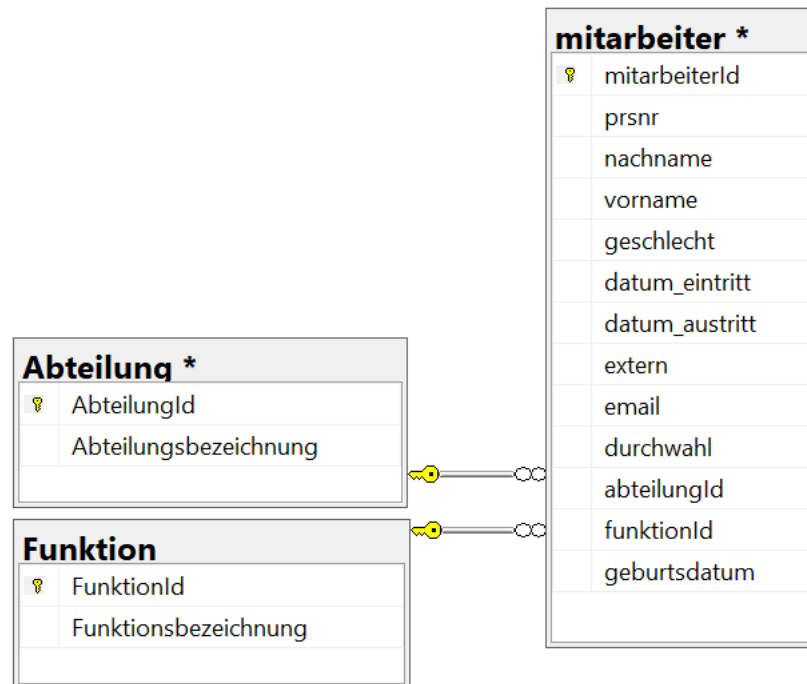 mitarbeiter *
mitarbeiterId
prsnr
nachname
vorname
geschlecht
datum_eintritt
datum_austritt
extern
email
durchwahl
abteilungId
funktionId
geburtsdatum
Abteilung *
AbteilungId
Abteilungsbezeichnung
Funktion
FunktionId
Funktionsbezeichnung